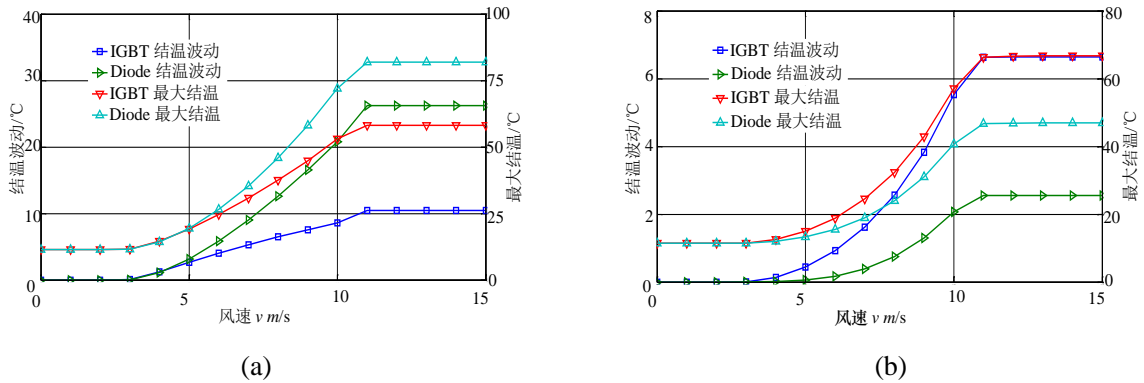 40
30
20
10
0
100
75
50
25
0
0
5
10
15
结温波动/℃
最大结温/℃
IGBT 结温波动
Diode 结温波动
IGBT 最大结温
Diode 最大结温
风速 v m/s
(a)
8
6
4
2
0
80
60
40
20
0
0
5
10
15
结温波动/℃
最大结温/℃
IGBT 结温波动
Diode 结温波动
IGBT 最大结温
Diode 最大结温
风速 v m/s
(b)